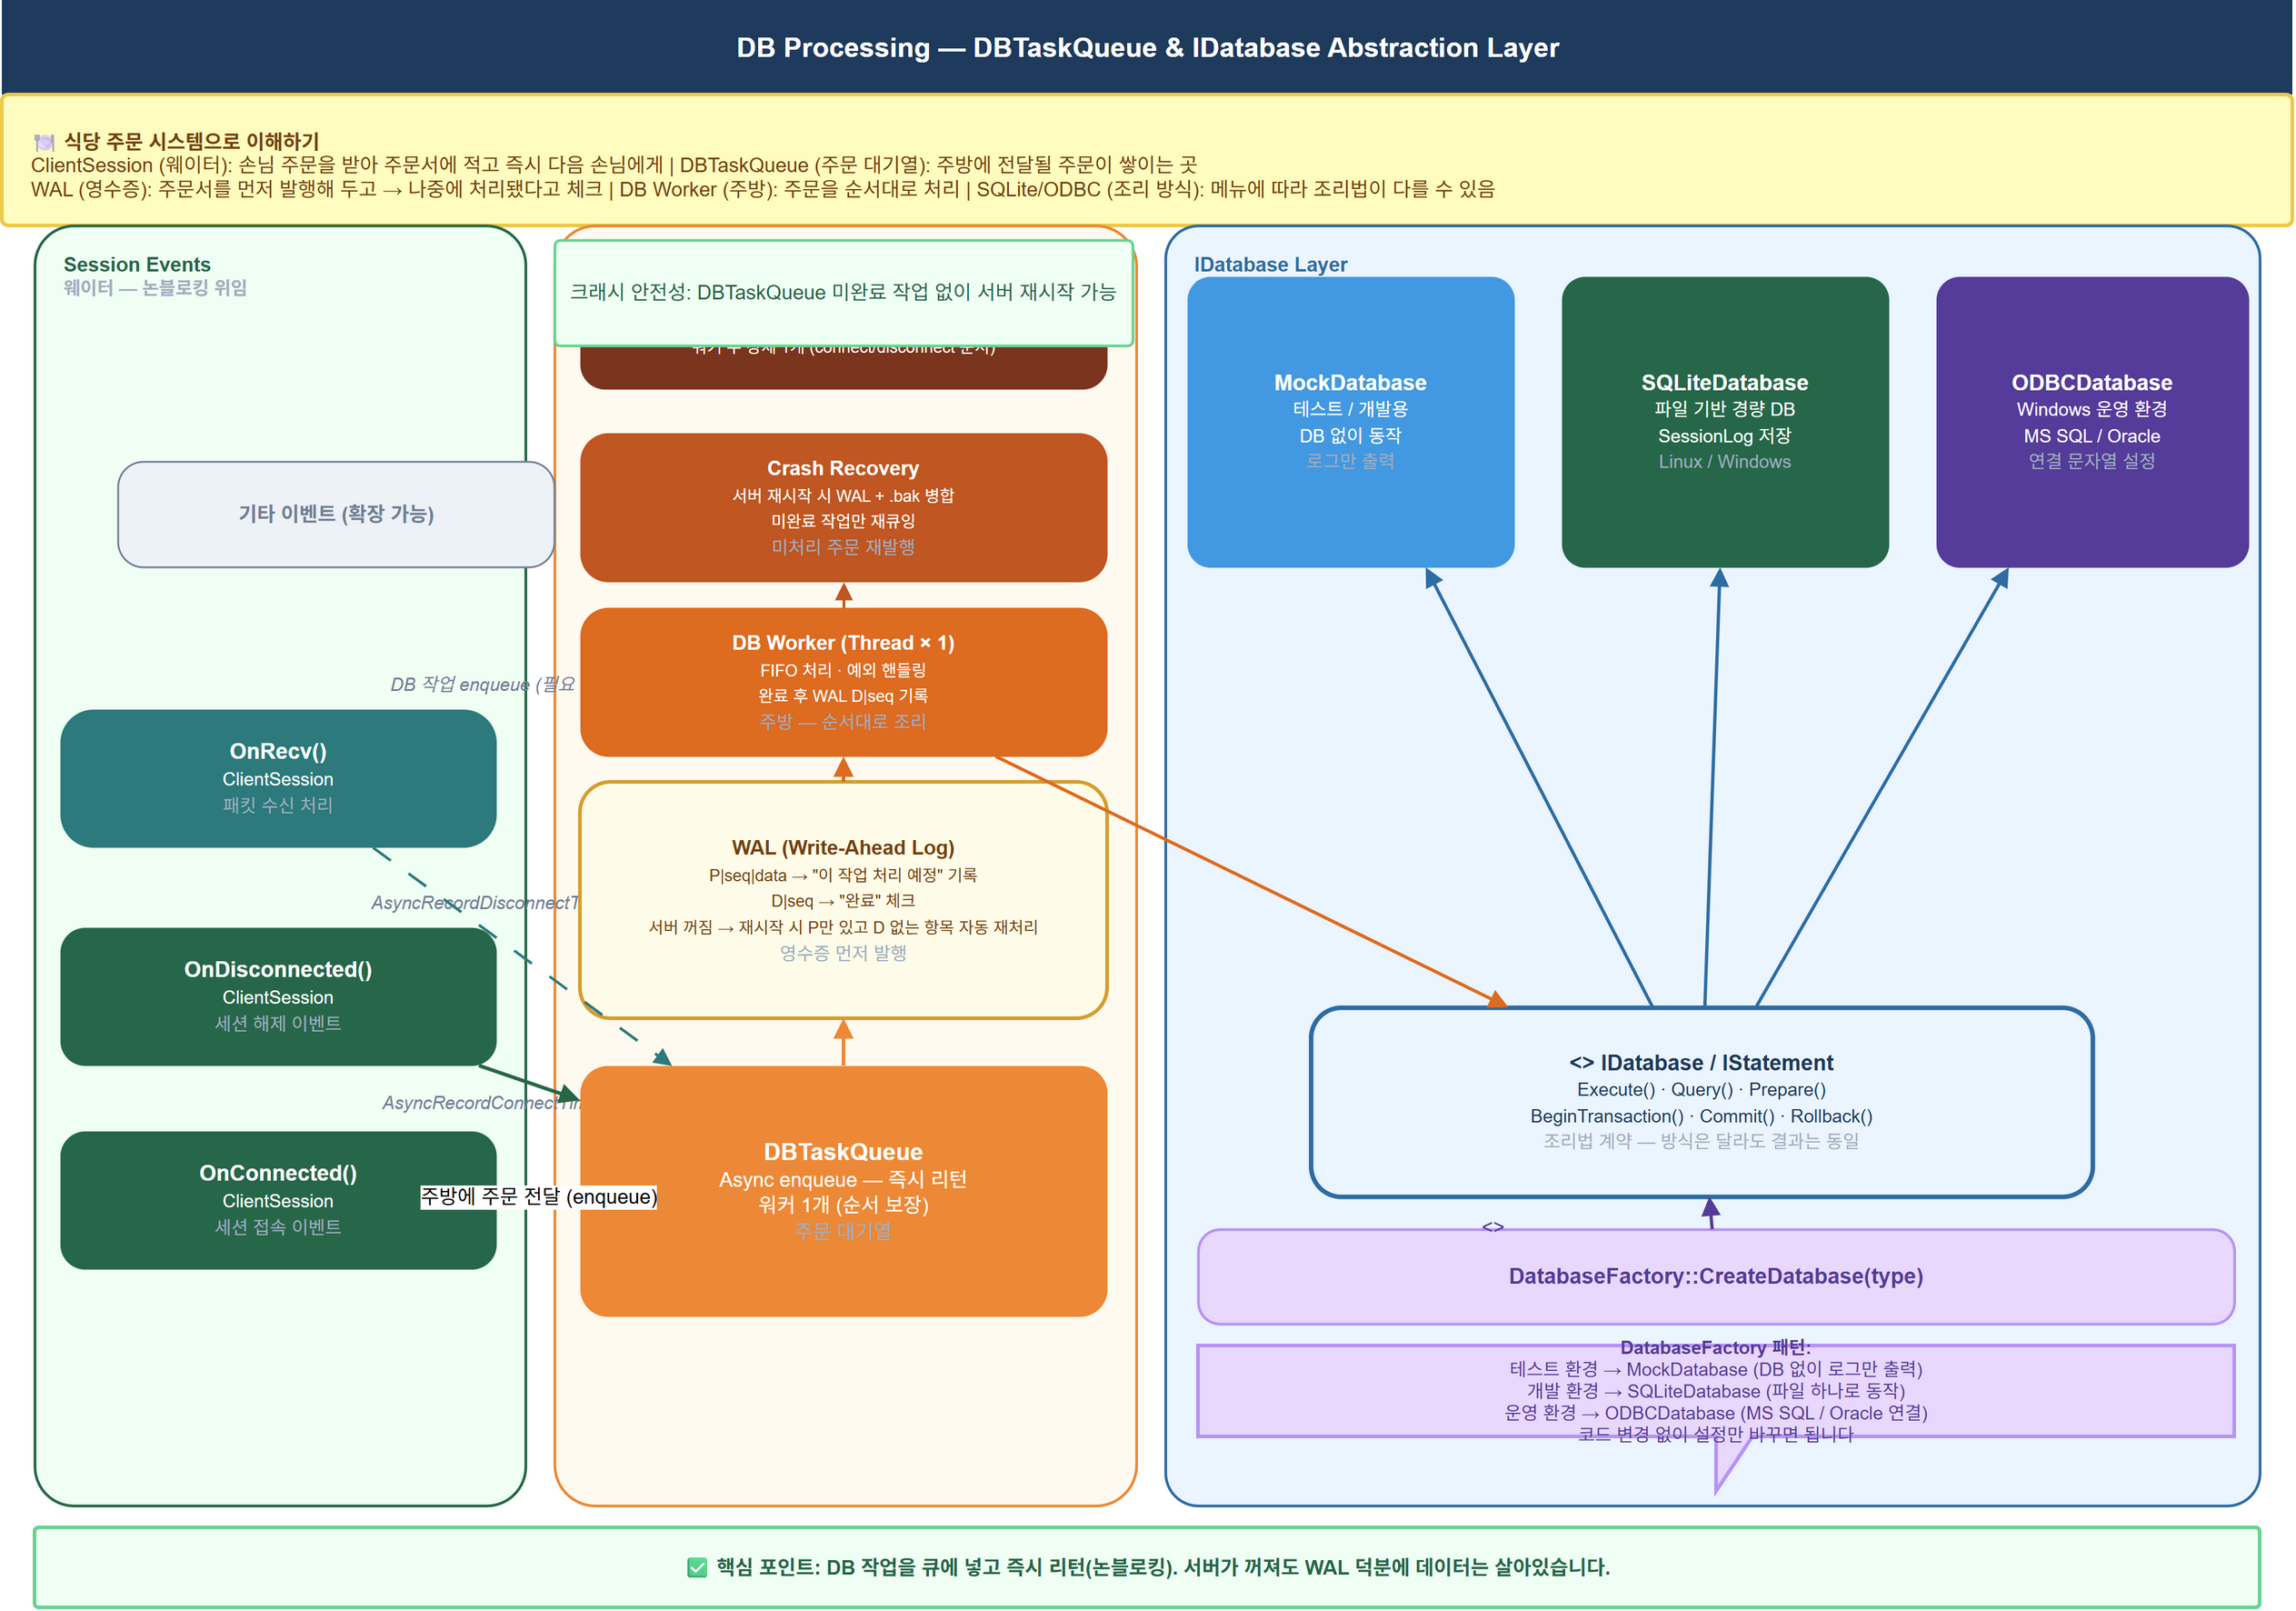 DB Processing — DBTaskQueue & IDatabase Abstraction Layer
🍽️ 식당 주문 시스템으로 이해하기
ClientSession (웨이터): 손님 주문을 받아 주문서에 적고 즉시 다음 손님에게 | DBTaskQueue (주문 대기열): 주방에 전달될 주문이 쌓이는 곳
WAL (영수증): 주문서를 먼저 발행해 두고 → 나중에 처리됐다고 체크 | DB Worker (주방): 주문을 순서대로 처리 | SQLite/ODBC (조리 방식): 메뉴에 따라 조리법이 다를 수 있음
Session Events
웨이터 — 논블로킹 위임
기타 이벤트 (확장 가능)
DB 작업 enqueue (필요
OnRecv()
ClientSession
패킷 수신 처리
AsyncRecordDisconnectT
OnDisconnected()
ClientSession
세션 해제 이벤트
AsyncRecordConnectTim
OnConnected()
ClientSession
세션 접속 이벤트
주방에 주문 전달 (enqueue)
크래시 안전성: DBTaskQueue 미완료 작업 없이 서버 재시작 가능
1개 (connect/disconnect
Crash Recovery
서버 재시작 시 WAL + .bak 병합
미완료 작업만 재큐잉
미처리 주문 재발행
DB Worker (Thread × 1)
FIFO 처리 · 예외 핸들링
완료 후 WAL D|seq 기록
주방 — 순서대로 조리
WAL (Write-Ahead Log)
P|seq|data → "이 작업 처리 예정" 기록
D|seq → "완료" 체크
서버 꺼짐 → 재시작 시 P만 있고 D 없는 항목 자동 재처리
영수증 먼저 발행
DBTaskQueue
Async enqueue — 즉시 리턴
워커 1개 (순서 보장)
주문 대기열
IDatabase Layer
MockDatabase
테스트 / 개발용
DB 없이 동작
로그만 출력
SQLiteDatabase
파일 기반 경량 DB
SessionLog 저장
Linux / Windows
ODBCDatabase
Windows 운영 환경
MS SQL / Oracle
연결 문자열 설정
<> IDatabase / IStatement
Execute() · Query() · Prepare()
BeginTransaction() · Commit() · Rollback()
조리법 계약 — 방식은 달라도 결과는 동일
<>
DatabaseFactory::CreateDatabase(type)
DatabaseFactory 패턴:
테스트 환경 → MockDatabase (DB 없이 로그만 출력)
개발 환경 → SQLiteDatabase (파일 하나로 동작)
운영 환경 → ODBCDatabase (MS SQL / Oracle 연결)
코드 변경 없이 설정만 바꾸면 됩니다
✅ 핵심 포인트: DB 작업을 큐에 넣고 즉시 리턴(논블로킹). 서버가 꺼져도 WAL 덕분에 데이터는 살아있습니다.